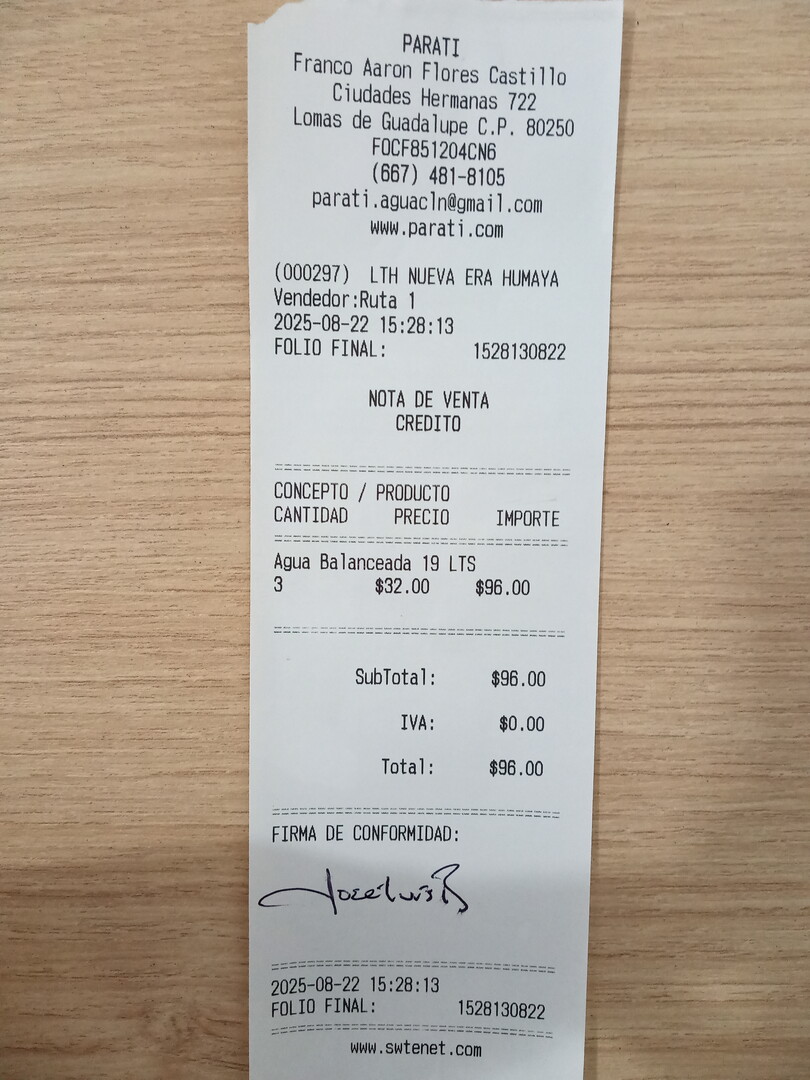 PARATI
Franco Aaron Flores Castillo
Ciudades Hermanas 722
Lomas de Guadalupe C.P. 80250
FOCF851204CN6
(667) 481-8105
parati.aguacln@gmail.com
www.parati.com
(000297) LTH NUEVA ERA HUMAYA
Vendedor:Ruta 1
2025-08-22 15:28:13
FOLIO FINAL: 1528130822
NOTA DE VENTA
CREDITO
CONCEPTO / PRODUCTO
CANTIDAD PRECIO IMPORTE
Agua Balanceada 19 LTS
3 $32.00 $96.00
SubTotal: $96.00
IVA: $0.00
Total: $96.00
FIRMA DE CONFORMIDAD:
José Luis B
2025-08-22 15:28:13
FOLIO FINAL: 1528130822
www.swtenet.com